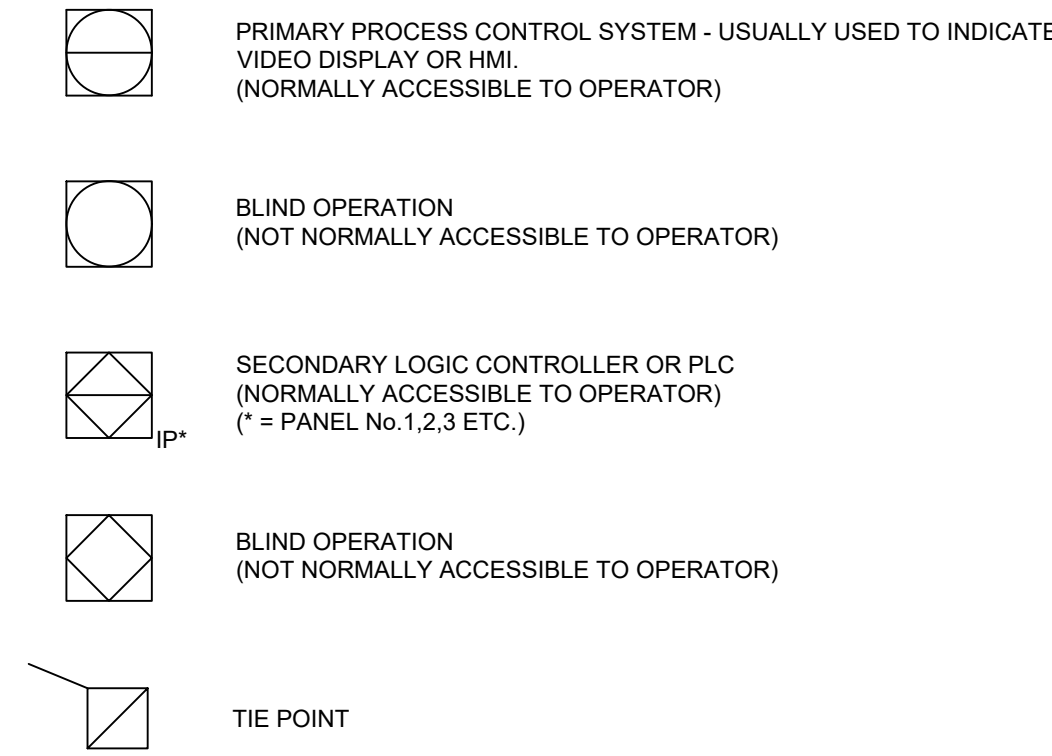 PRIMARY PROCESS CONTROL SYSTEM - USUALLY USED TO INDICATE
VIDEO DISPLAY OR HMI.
(NORMALLY ACCESSIBLE TO OPERATOR)
BLIND OPERATION
(NOT NORMALLY ACCESSIBLE TO OPERATOR)
SECONDARY LOGIC CONTROLLER OR PLC
(NORMALLY ACCESSIBLE TO OPERATOR)
(* = PANEL No.1,2,3 ETC.)
IP*
BLIND OPERATION
(NOT NORMALLY ACCESSIBLE TO OPERATOR)
TIE POINT